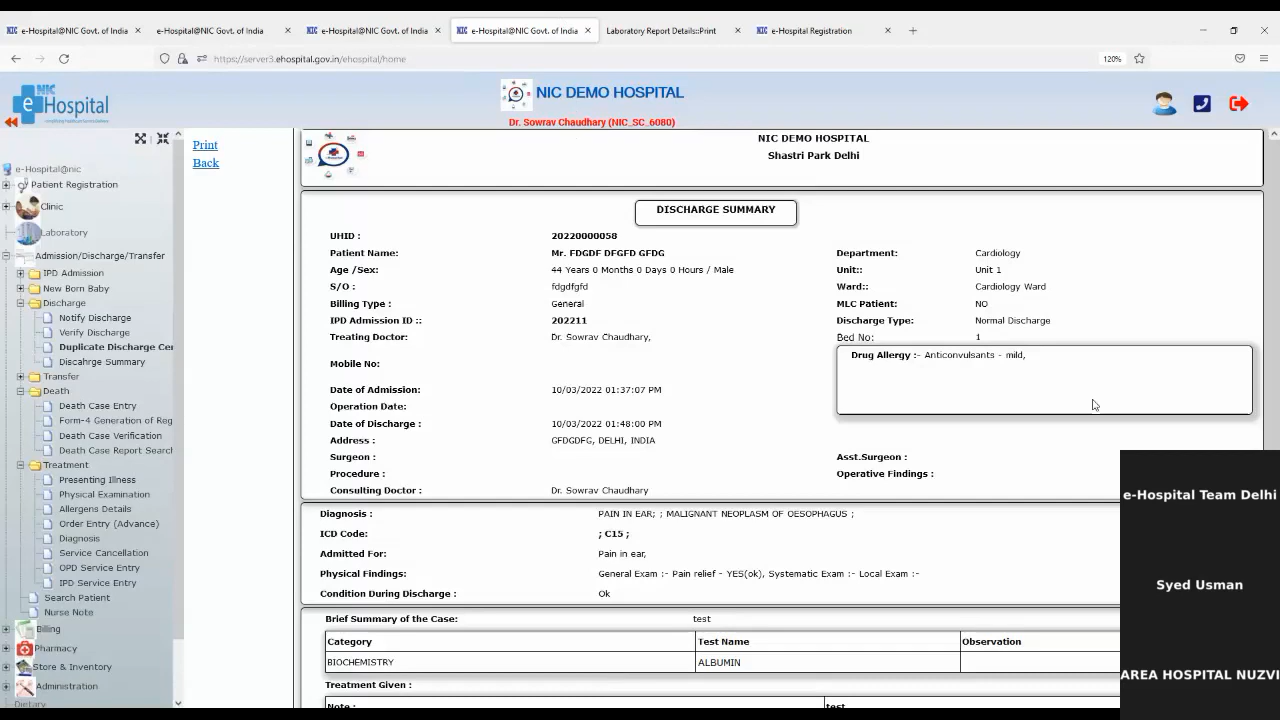 NIC e-Hospital@NIC Govt. of India
e-Hospital@NIC Govt. of India
NIC e-Hospital@NIC Govt. of India
NIC e-Hospital@NIC Govt. of India
Laboratory Report Details::Print
NIC e-Hospital Registration
https://server3.ehospital.gov.in/ehospital/home
120%
NIC
eHospital
NIC DEMO HOSPITAL
Dr. Sowrav Chaudhary (NIC_SC_6080)
e-Hospital@nic
Patient Registration
Clinic
Laboratory
Admission/Discharge/Transfer
IPD Admission
New Born Baby
Discharge
Notify Discharge
Verify Discharge
Duplicate Discharge Cer
Discahrge Summary
Transfer
Death
Death Case Entry
Form-4 Generation of Reg
Death Case Verification
Death Case Report Search
Treatment
Presenting Illness
Physical Examination
Allergens Details
Order Entry (Advance)
Diagnosis
Service Cancellation
OPD Service Entry
IPD Service Entry
Search Patient
Nurse Note
Billing
Pharmacy
Store & Inventory
Administration
Dietary
Print
Back
NIC DEMO HOSPITAL
Shastri Park Delhi
DISCHARGE SUMMARY
UHID : 20220000058
Patient Name: Mr. FDGDF DFGFD GFDG Department: Cardiology
Age /Sex: 44 Years 0 Months 0 Days 0 Hours / Male Unit:: Unit 1
S/O : fdgdfgfd Ward:: Cardiology Ward
Billing Type : General MLC Patient: NO
IPD Admission ID :: 202211 Discharge Type: Normal Discharge
Treating Doctor: Dr. Sowrav Chaudhary, Bed No: 1
Drug Allergy :- Anticonvulsants - mild,
Mobile No:
Date of Admission: 10/03/2022 01:37:07 PM
Operation Date:
Date of Discharge : 10/03/2022 01:48:00 PM
Address : GFDGDFG, DELHI, INDIA
Surgeon : Asst.Surgeon :
Procedure : Operative Findings :
Consulting Doctor : Dr. Sowrav Chaudhary
Diagnosis : PAIN IN EAR; ; MALIGNANT NEOPLASM OF OESOPHAGUS ;
ICD Code: ; C15 ;
Admitted For: Pain in ear,
Physical Findings: General Exam :- Pain relief - YES(ok), Systematic Exam :- Local Exam :-
Condition During Discharge : Ok
Brief Summary of the Case: test
Category Test Name Observation
BIOCHEMISTRY ALBUMIN
Treatment Given :
Note : test
e-Hospital Team Delhi
Syed Usman
AREA HOSPITAL NUZVI